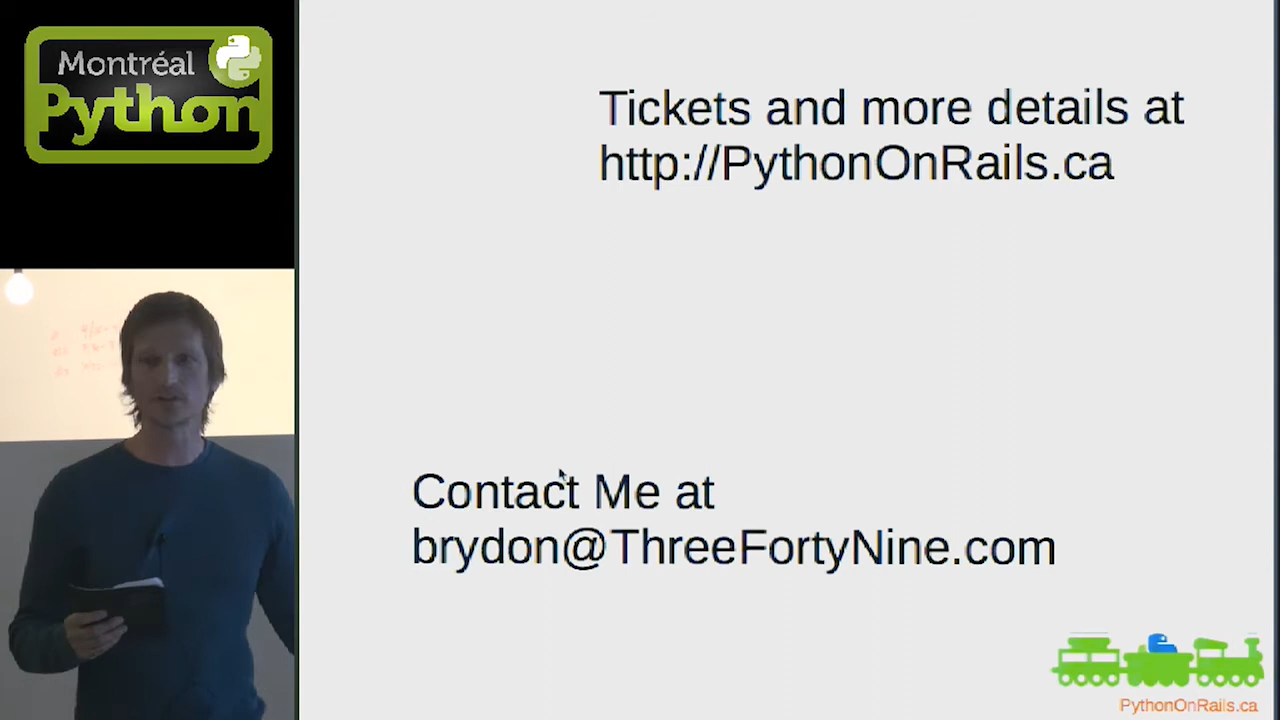 Montréal
Python
Tickets and more details at
http://PythonOnRails.ca
Contact Me at
brydon@ThreeFortyNine.com
PythonOnRails.ca